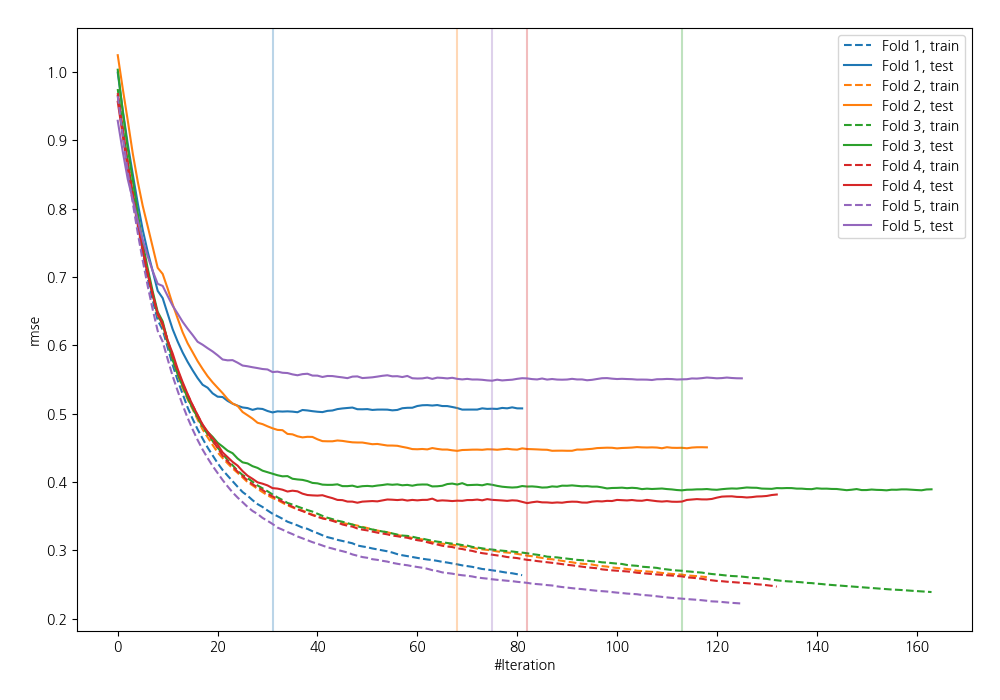 1.0
0.9
0.8
0.7
0.6
0.5
0.4
0.3
0.2
rmse
0
20
40
60
80
100
120
140
160
#Iteration
Fold 1, train
Fold 1, test
Fold 2, train
Fold 2, test
Fold 3, train
Fold 3, test
Fold 4, train
Fold 4, test
Fold 5, train
Fold 5, test